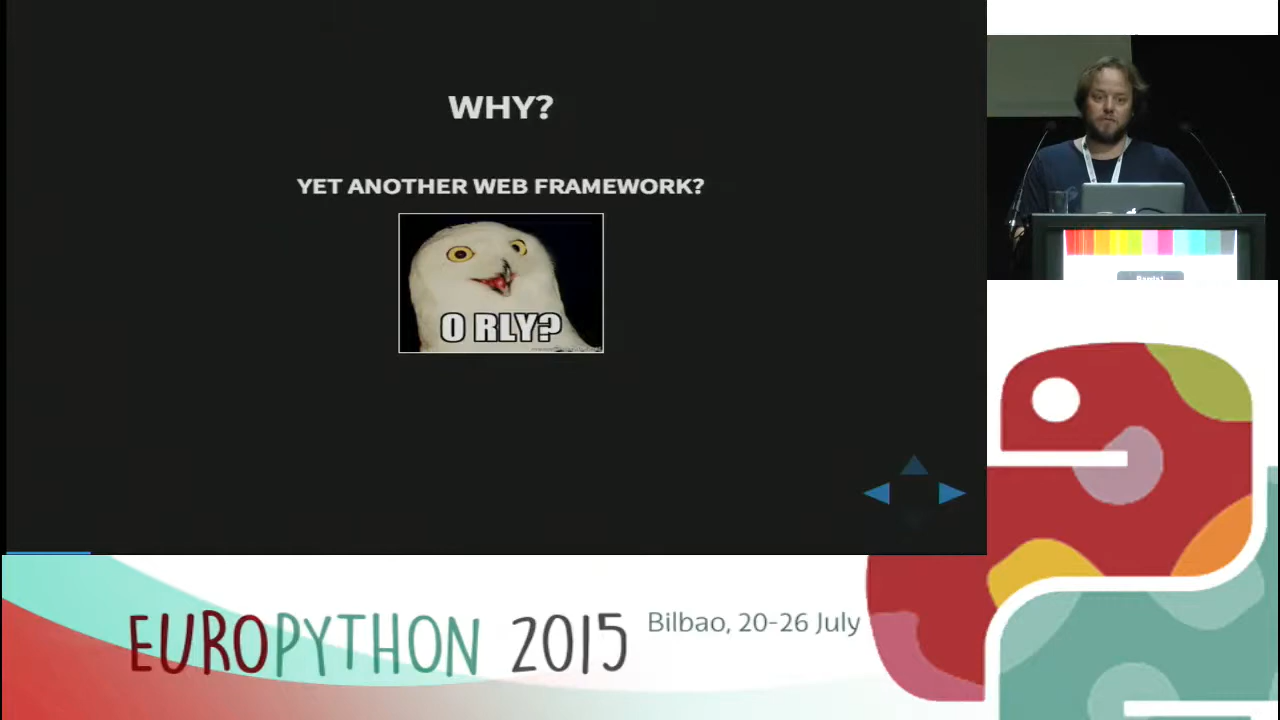 WHY?
YET ANOTHER WEB FRAMEWORK?
O RLY?
EUROPYTHON 2015
Bilbao, 20-26 July